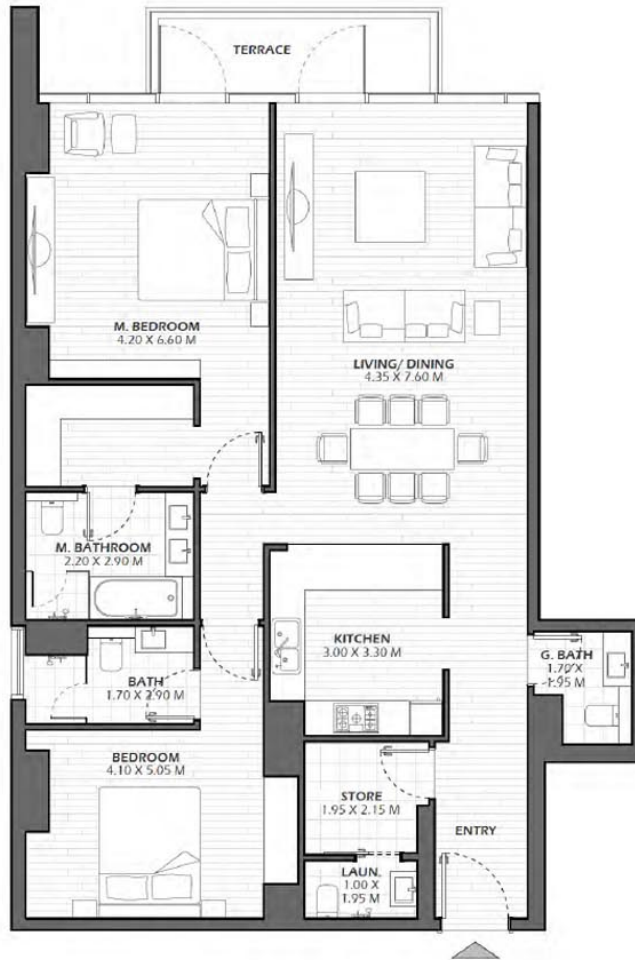 TERRACE
M. BEDROOM
4.20 X 6.60 M
LIVING/ DINING
4.35 X 7.60 M
M. BATHROOM
2.20 X 2.90 M
KITCHEN
3.00 X 3.30 M
G. BATH
1.70 X
1.95 M
BATH
1.70 X 2.90 M
BEDROOM
4.10 X 5.05 M
STORE
1.95 X 2.15 M
ENTRY
LAUN.
1.00 X
1.95 M